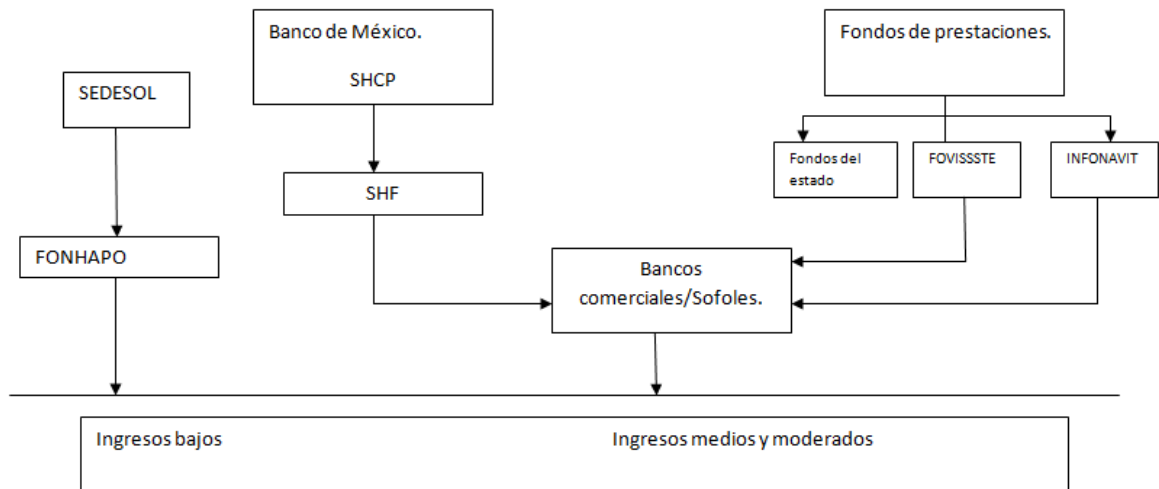 Banco de México.
SHCP
Fondos de prestaciones.
SEDESOL
Fondos del
estado
FOVISSSTE
INFONAVIT
SHF
FONHAPO
Bancos
comerciales/Sofoles.
Ingresos bajos
Ingresos medios y moderados